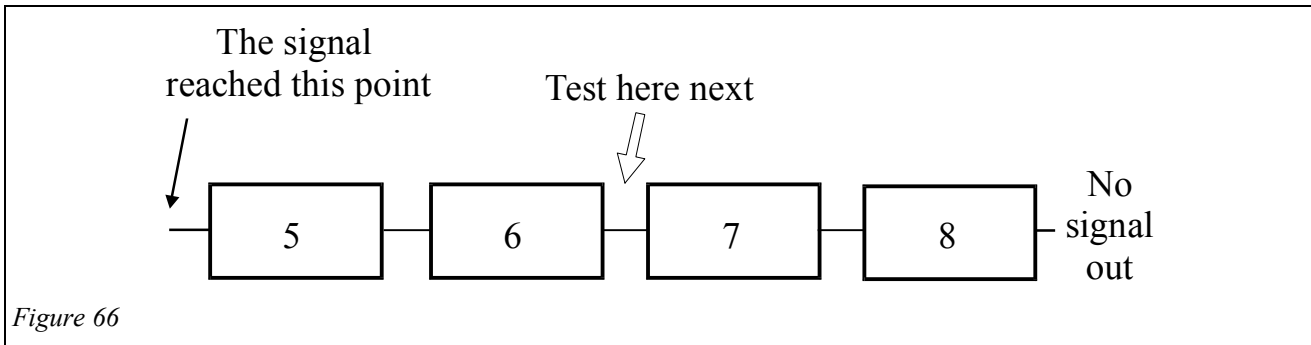 The signal
reached this point
Test here next
5
6
7
8
No
signal
out
Figure 66